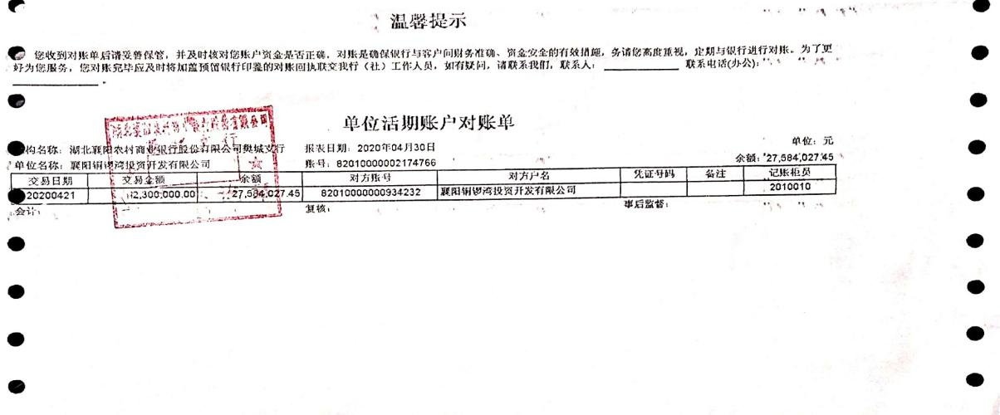 温馨提示
您收到对账单后请妥善保管，并及时核对您账户资金是否正确。对账是确保银行与客户间财务准确、资金安全的有效措施，务请您高度重视，定期与银行进行对账。为了更
好为您服务，您对账完毕应及时将加盖预留银行印鉴的对账回执联交我行（社）工作人员，如有疑问，请联系我们，联系人： 联系电话(办公)：
。
单位活期账户对账单
构名称：湖北襄阳农村商业银行股份有限公司樊城支行 报表日期：2020年04月30日 单位：元
单位名称：襄阳铜锣湾投资开发有限公司 账号：82010000002174766 余额：27,584,027.45
交易日期 交易金额 余额 对方账号 对方户名 凭证号码 备注 记账柜员
20200421 2,300,000.00 27,584,027.45 82010000000934232 襄阳铜锣湾投资开发有限公司 2010010
会计： 复核： 事后监督：